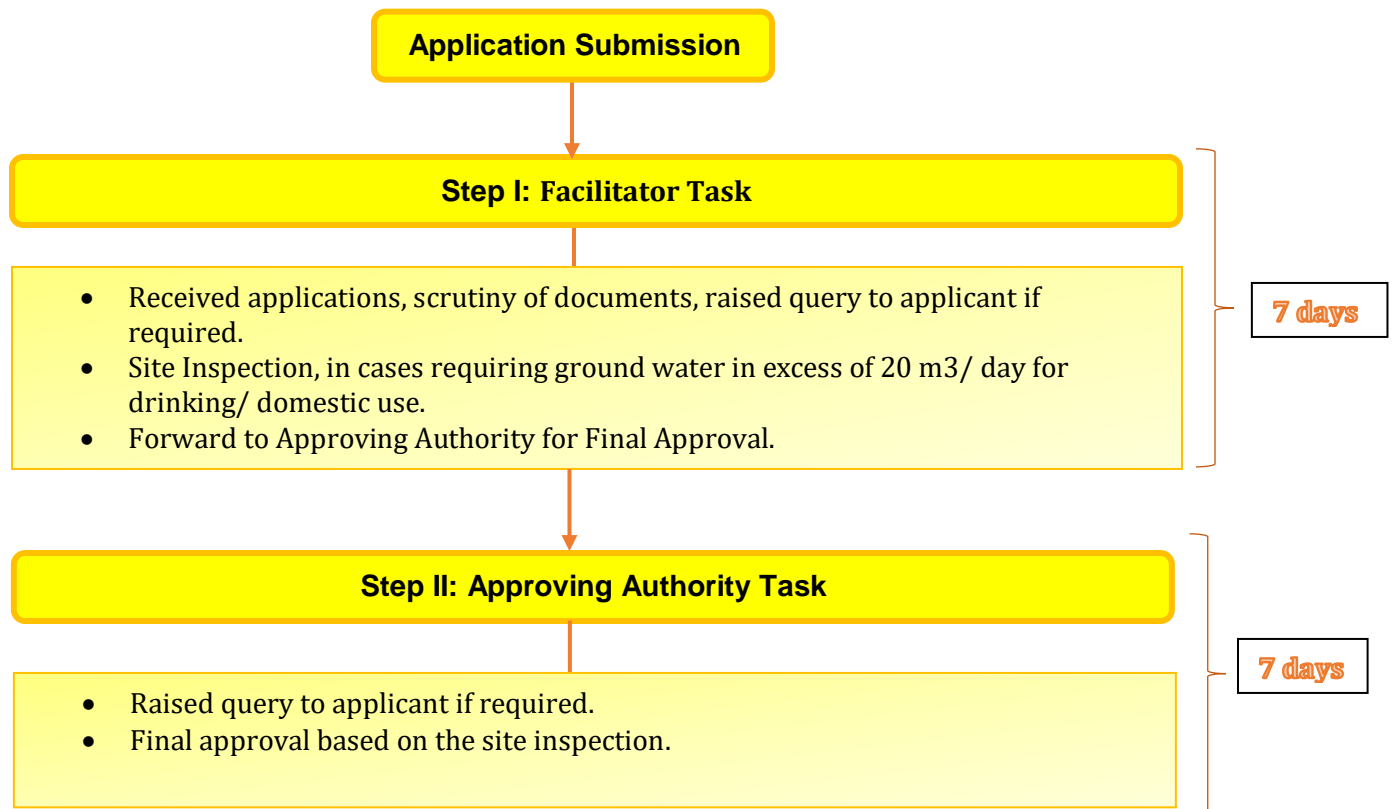 Application Submission
Step I: Facilitator Task
• Received applications, scrutiny of documents, raised query to applicant if
required.
• Site Inspection, in cases requiring ground water in excess of 20 m3/ day for
drinking/ domestic use.
• Forward to Approving Authority for Final Approval.
7 days
Step II: Approving Authority Task
• Raised query to applicant if required.
• Final approval based on the site inspection.
7 days